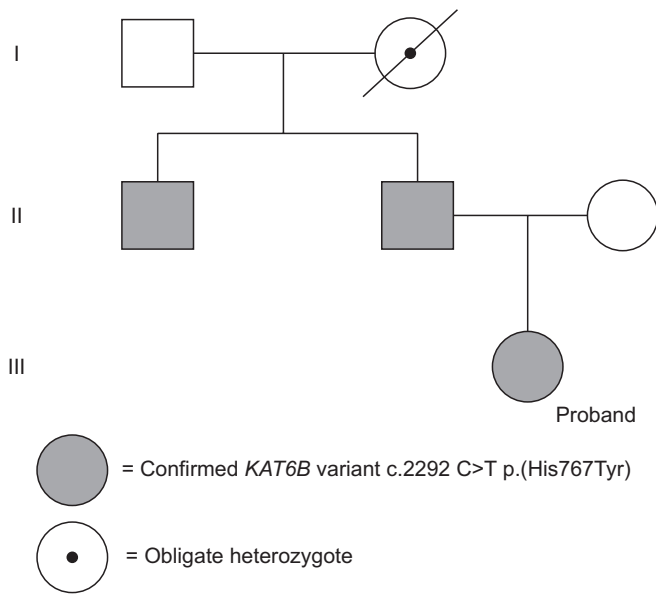 I
II
III
Proband
= Confirmed KAT6B variant c.2292 C>T p.(His767Tyr)
= Obligate heterozygote